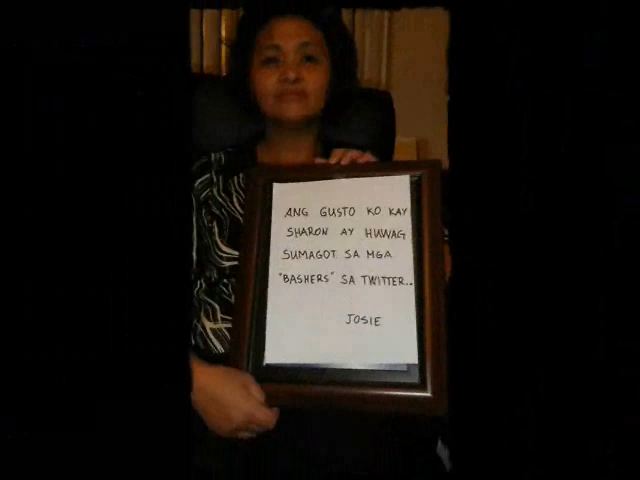 ANG GUSTO KO KAY
SHARON AY HUWAG
SUMAGOT SA MGA
"BASHERS" SA TWITTER..
JOSIE